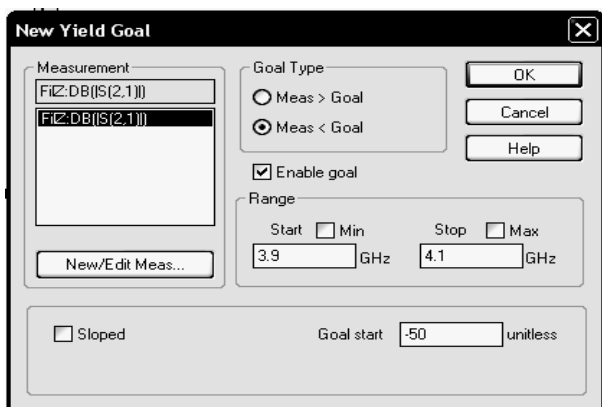 New Yield Goal
Measurement
FilZ:DB(|S(2,1)|)
FilZ:DB(|S(2,1)|)
New/Edit Meas...
Goal Type
Meas > Goal
Meas < Goal
Enable goal
OK
Cancel
Help
Range
Start Min Stop Max
3.9 GHz 4.1 GHz
Sloped Goal start -50 unitless